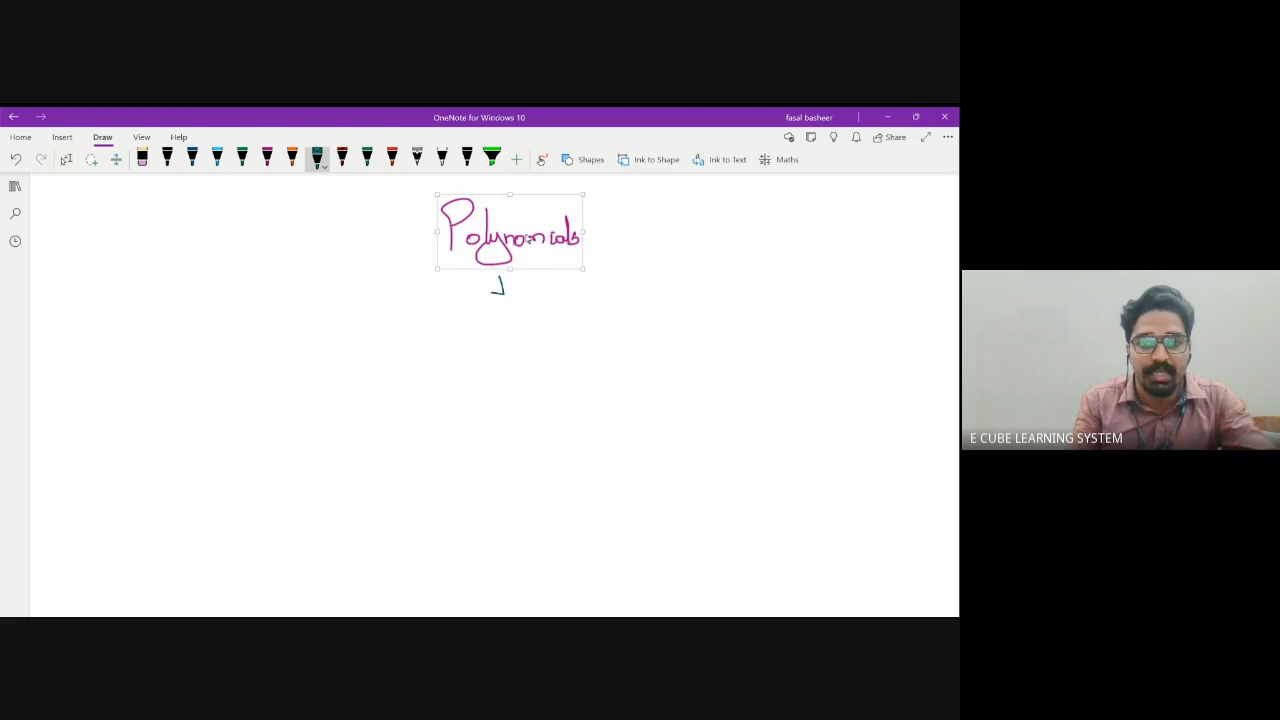 OneNote for Windows 10
fasal basheer
Home Insert Draw View Help
Share
Shapes Ink to Shape Ink to Text Maths
Polynomials
E CUBE LEARNING SYSTEM